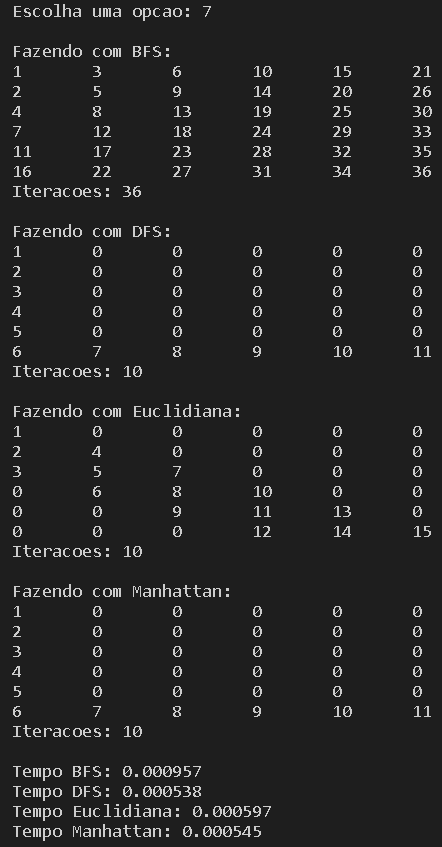 Escolha uma opcao: 7
Fazendo com BFS:
1 3 6 10 15 21
2 5 9 14 20 26
4 8 13 19 25 30
7 12 18 24 29 33
11 17 23 28 32 35
16 22 27 31 34 36
Iteracoes: 36
Fazendo com DFS:
1 0 0 0 0 0
2 0 0 0 0 0
3 0 0 0 0 0
4 0 0 0 0 0
5 0 0 0 0 0
6 7 8 9 10 11
Iteracoes: 10
Fazendo com Euclidiana:
1 0 0 0 0 0
2 4 0 0 0 0
3 5 7 0 0 0
0 6 8 10 0 0
0 0 9 11 13 0
0 0 0 12 14 15
Iteracoes: 10
Fazendo com Manhattan:
1 0 0 0 0 0
2 0 0 0 0 0
3 0 0 0 0 0
4 0 0 0 0 0
5 0 0 0 0 0
6 7 8 9 10 11
Iteracoes: 10
Tempo BFS: 0.000957
Tempo DFS: 0.000538
Tempo Euclidiana: 0.000597
Tempo Manhattan: 0.000545